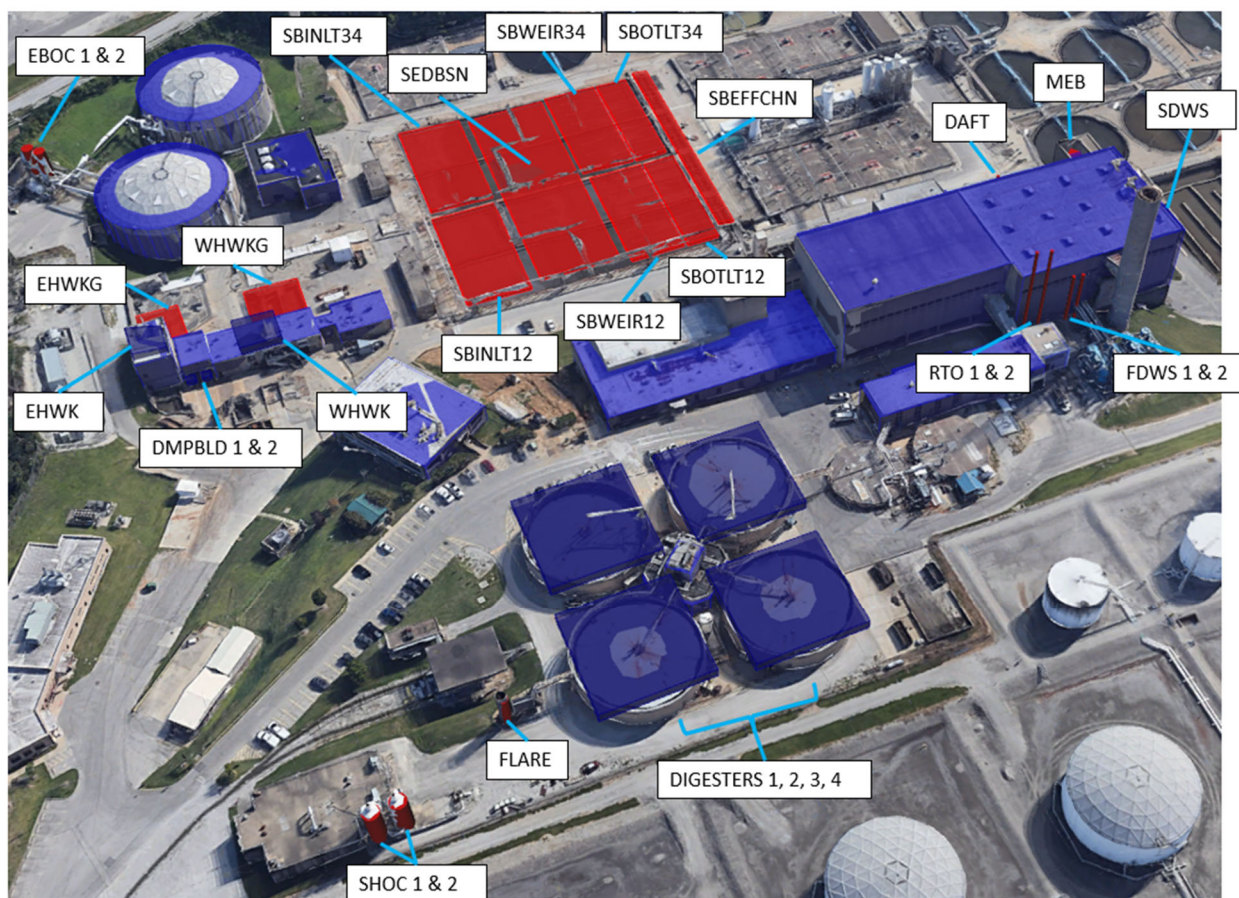 SBINLT34
SBWEIR34
SBOTLT34
EBOC 1 & 2
SEDBSN
MEB
SBEFFCHN
DAFT
SDWS
WHWKG
EHWKG
SBOTLT12
SBWEIR12
SBINLT12
RTO 1 & 2
FDWS 1 & 2
EHWK
WHWK
DMPBLD 1 & 2
FLARE
DIGESTERS 1, 2, 3, 4
SHOC 1 & 2